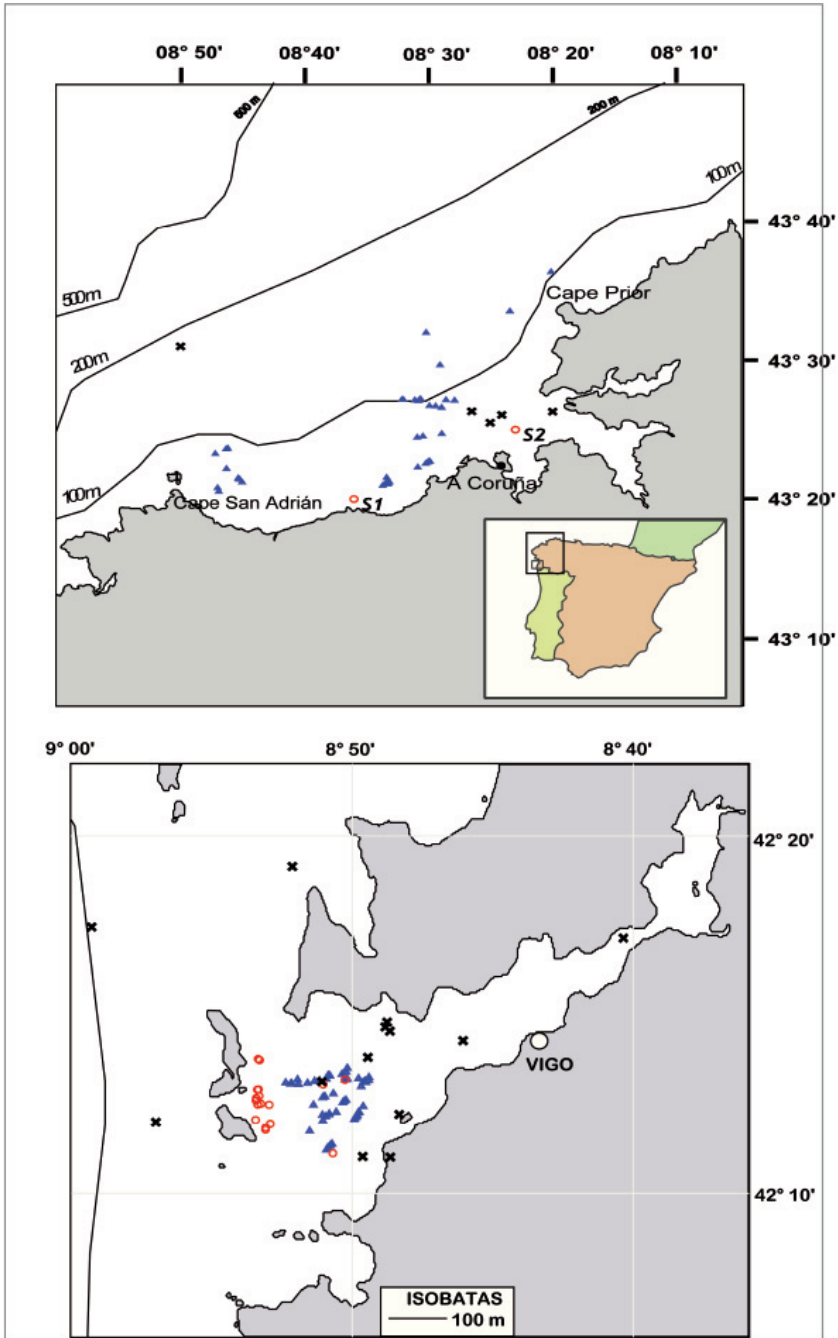 08° 50' 08° 40' 08° 30' 08° 20' 08° 10'
500 m
200 m
100m
43° 40'
Cape Prior
500m
200m
43° 30'
S2
A Coruña
100m
Cape San Adrián
S1
43° 20'
43° 10'
9° 00' 8° 50' 8° 40'
42° 20'
VIGO
42° 10'
ISOBATAS
100 m